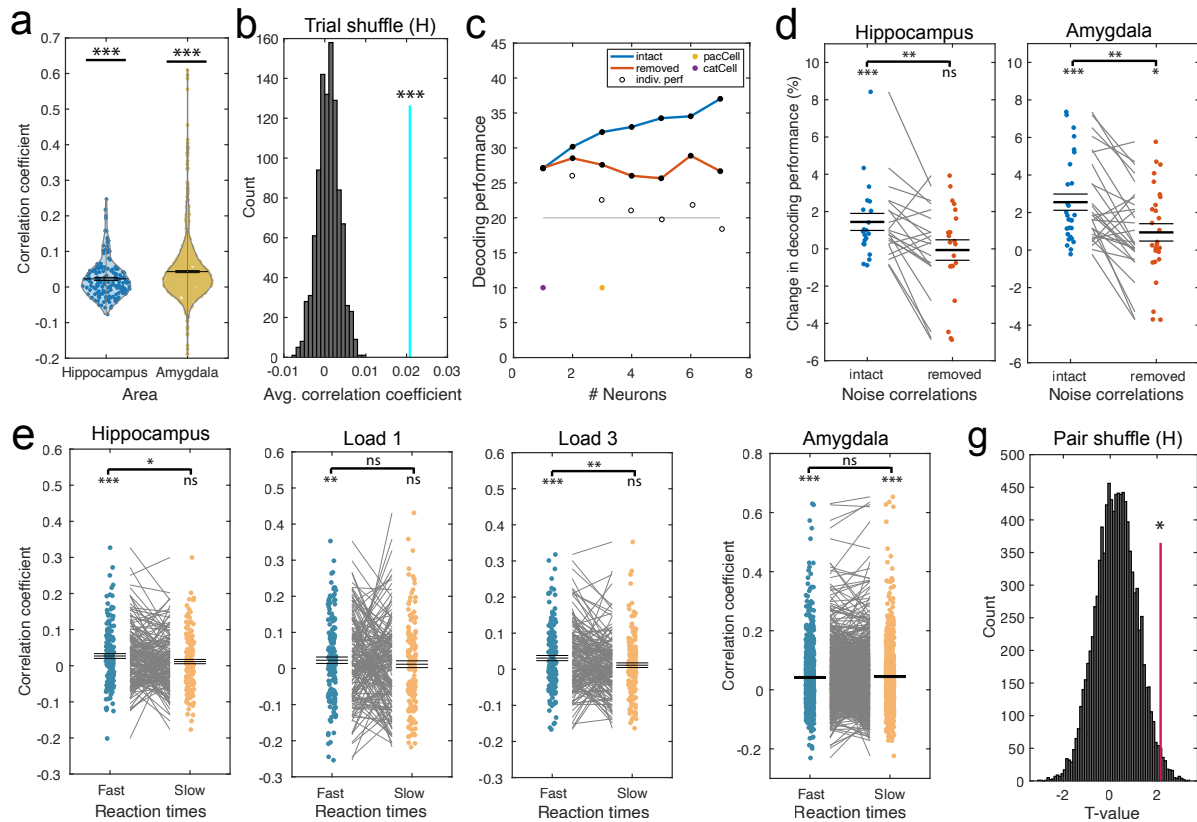 a
***
***
0.6
0.5
0.4
0.3
0.2
0.1
0
-0.1
-0.2
Correlation coefficient
Hippocampus
Amygdala
Area
b
Trial shuffle (H)
160
140
120
100
80
60
40
20
0
Count
***
-0.01
0
0.01
0.02
0.03
Avg. correlation coefficient
c
45
40
35
30
25
20
15
10
5
0
Decoding performance
intact
removed
indiv. perf
pacCell
catCell
0
2
4
6
8
# Neurons
d
Hippocampus
**
***
ns
10
8
6
4
2
0
-2
-4
-6
Change in decoding performance (%)
intact
removed
Noise correlations
Amygdala
**
***
*
10
8
6
4
2
0
-2
-4
-6
intact
removed
Noise correlations
e
Hippocampus
*
***
ns
0.6
0.5
0.4
0.3
0.2
0.1
0
-0.1
-0.2
-0.3
Correlation coefficient
Fast
Slow
Reaction times
Load 1
ns
**
ns
0.6
0.5
0.4
0.3
0.2
0.1
0
-0.1
-0.2
-0.3
Fast
Slow
Reaction times
Load 3
**
***
ns
0.6
0.5
0.4
0.3
0.2
0.1
0
-0.1
-0.2
-0.3
Fast
Slow
Reaction times
Amygdala
ns
***
***
0.8
0.6
0.4
0.2
0
-0.2
Correlation coefficient
Fast
Slow
Reaction times
g
Pair shuffle (H)
500
450
400
350
300
250
200
150
100
50
0
Count
*
-2
0
2
T-value